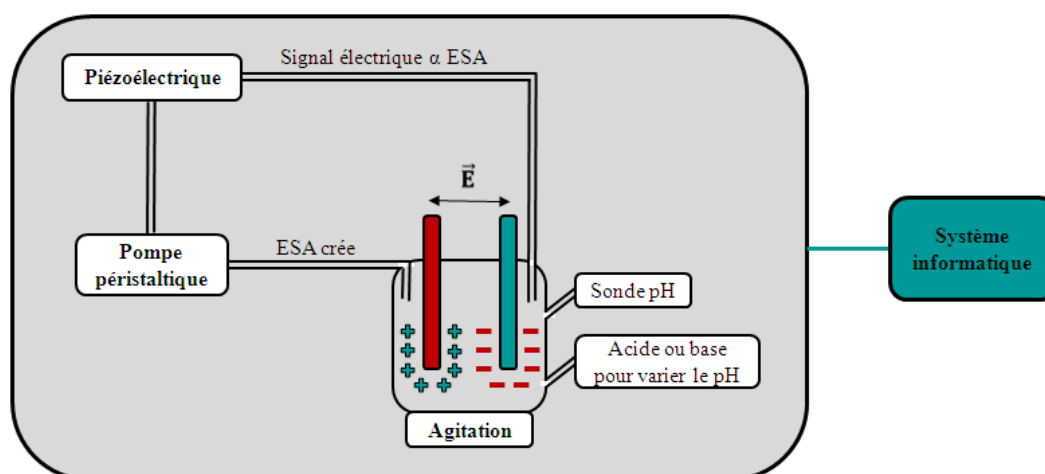 Signal électrique α ESA
Piézoélectrique
E
Pompe
péristaltique
ESA crée
Sonde pH
Acide ou base
pour varier le pH
Agitation
Système
informatique